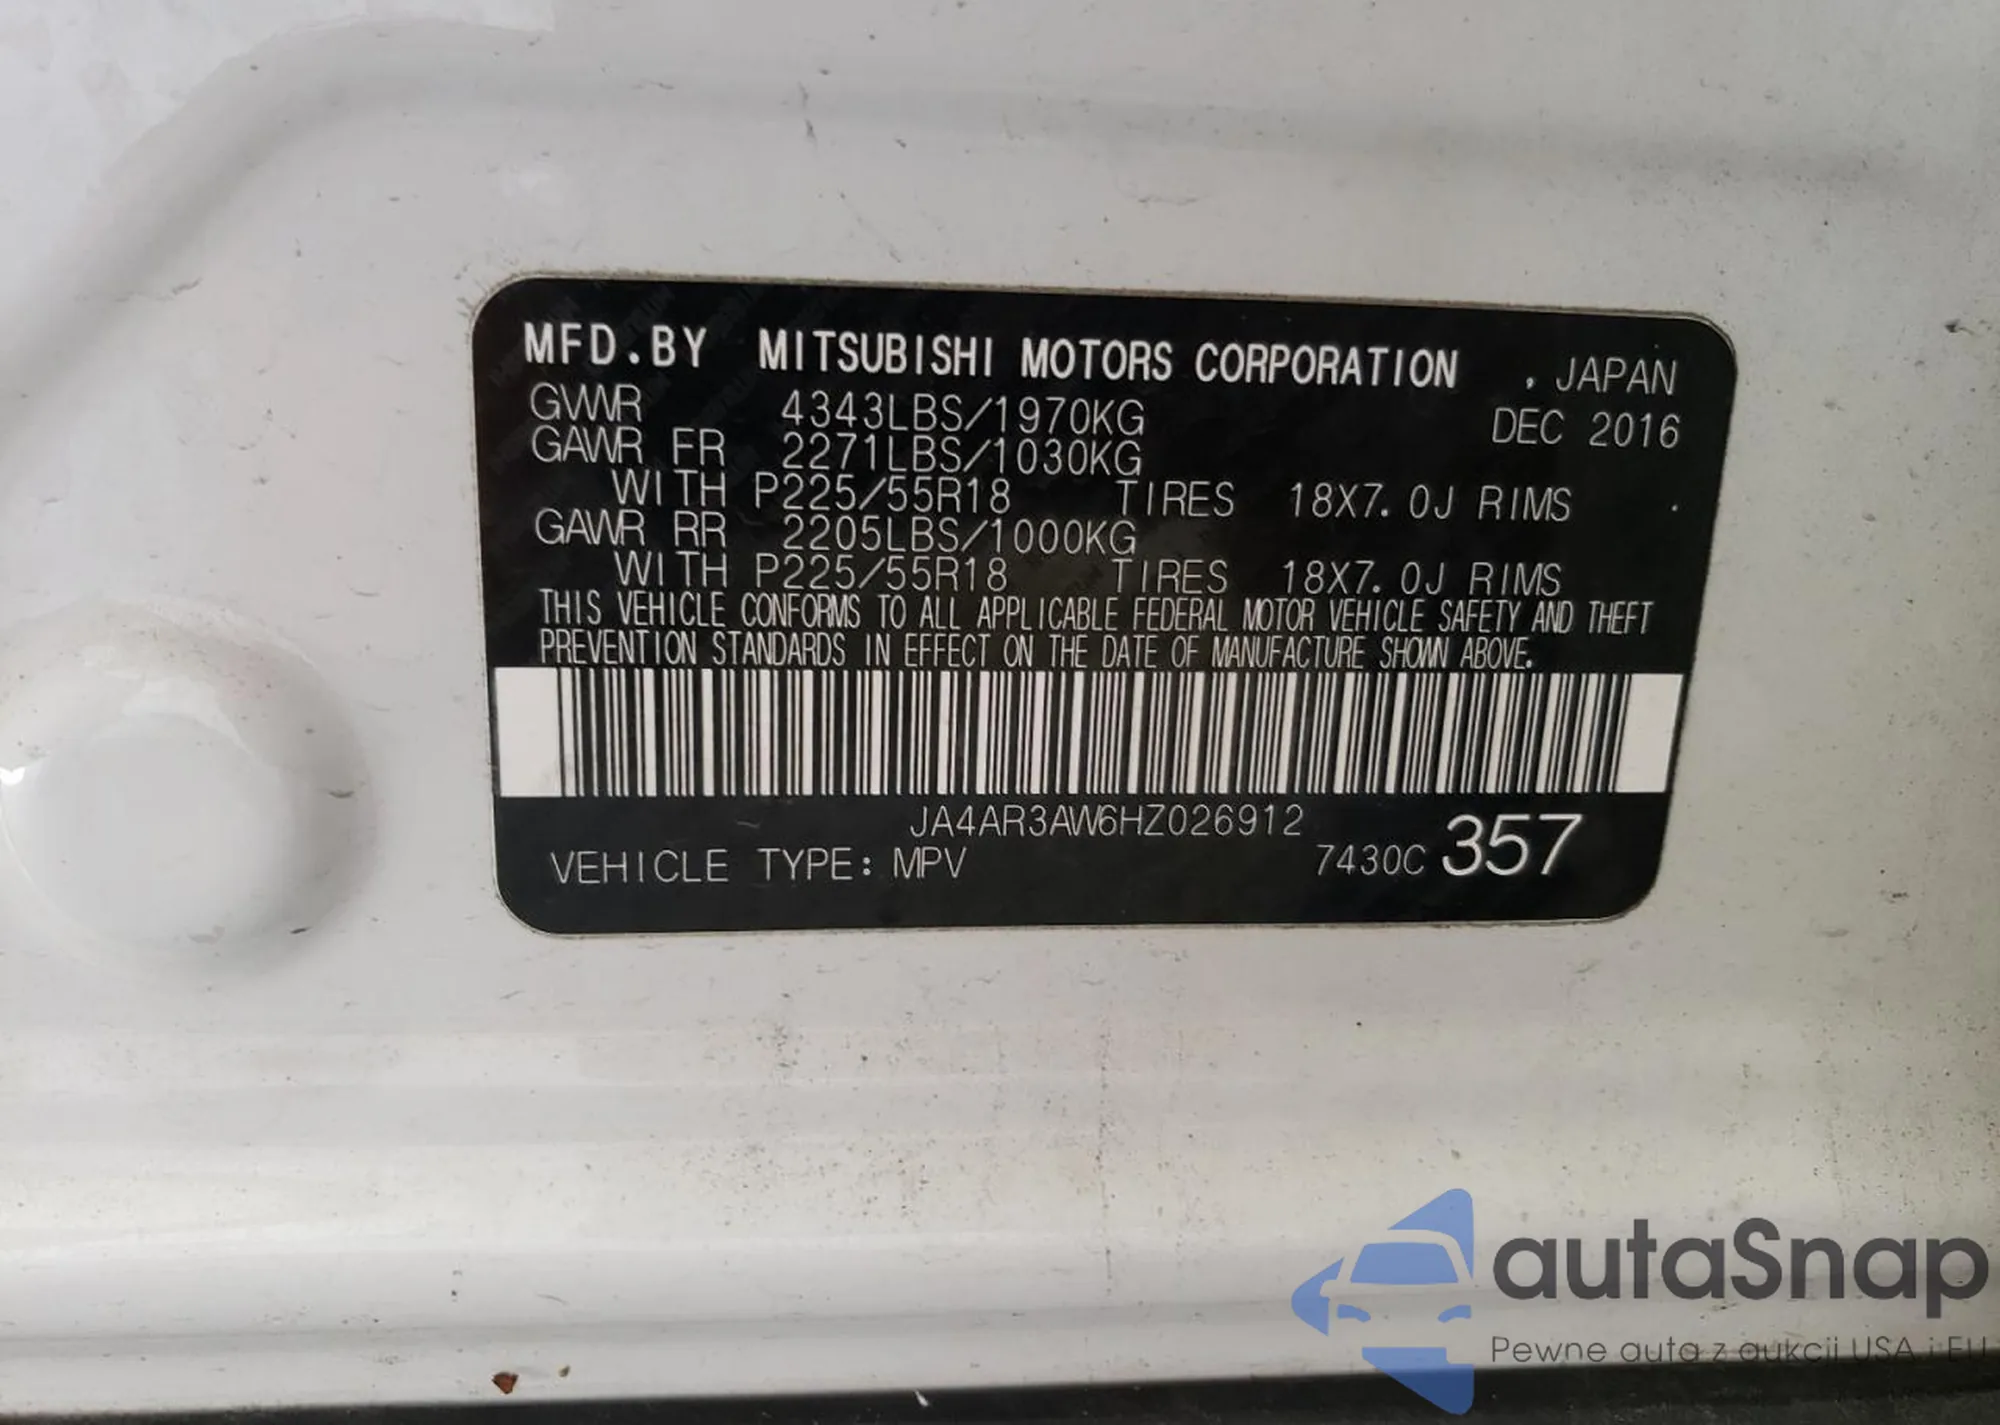 MFD.BY MITSUBISHI MOTORS CORPORATION , JAPAN
GVWR 4343LBS/1970KG DEC 2016
GAWR FR 2271LBS/1030KG
WITH P225/55R18 TIRES 18X7.0J RIMS
GAWR RR 2205LBS/1000KG
WITH P225/55R18 TIRES 18X7.0J RIMS
THIS VEHICLE CONFORMS TO ALL APPLICABLE FEDERAL MOTOR VEHICLE SAFETY AND THEFT
PREVENTION STANDARDS IN EFFECT ON THE DATE OF MANUFACTURE SHOWN ABOVE.
JA4AR3AW6HZ026912
VEHICLE TYPE: MPV 7430C 357
autaSnap
Pewne auta z aukcji USA i EU